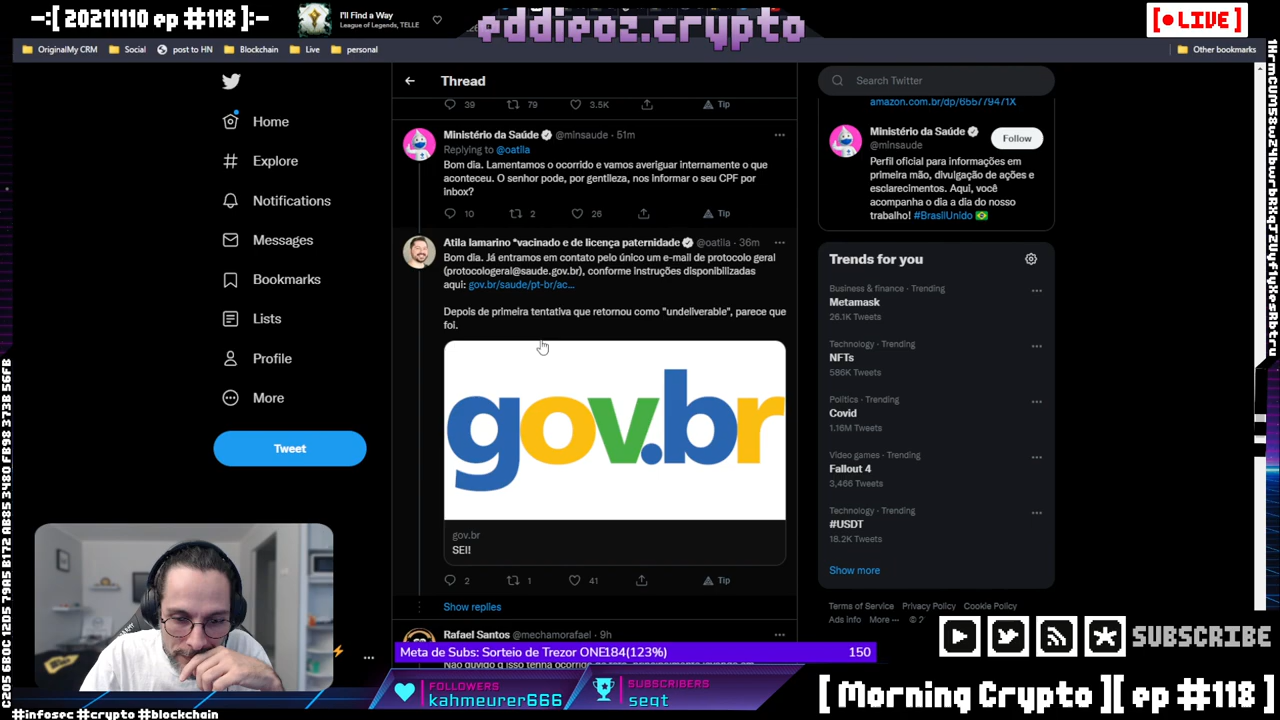 -:[ 20211110 ep #118 ]:-
I'll Find a Way
League of Legends, TELLE
eddieoz.crypto
[•LIVE]
OriginalMy CRM
Social
post to HN
Blockchain
Live
personal
Other bookmarks
Home
Explore
Notifications
Messages
Bookmarks
Lists
Profile
More
Tweet
Thread
39
79
3.5K
Tip
Ministério da Saúde @minsaude · 51m
Replying to @oatila
Bom dia. Lamentamos o ocorrido e vamos averiguar internamente o que
aconteceu. O senhor pode, por gentileza, nos informar o seu CPF por
inbox?
10
2
26
Tip
Atila Iamarino *vacinado e de licença paternidade @oatila · 36m
Bom dia. Já entramos em contato pelo único um e-mail de protocolo geral
(protocologeral@saude.gov.br), conforme instruções disponibilizadas
aqui: gov.br/saude/pt-br/ac...
Depois de primeira tentativa que retornou como "undeliverable", parece que
foi.
gov.br
gov.br
SEI!
2
1
41
Tip
Show replies
Rafael Santos @mechamorafael · 9h
Search Twitter
amazon.com.br/dp/655779471X
Ministério da Saúde
@minsaude
Follow
Perfil oficial para informações em
primeira mão, divulgação de ações e
esclarecimentos. Aqui, você
acompanha o dia a dia do nosso
trabalho! #BrasilUnido
Trends for you
Business & finance · Trending
Metamask
26.1K Tweets
Technology · Trending
NFTs
586K Tweets
Politics · Trending
Covid
1.16M Tweets
Video games · Trending
Fallout 4
3,466 Tweets
Technology · Trending
#USDT
18.2K Tweets
Show more
Terms of Service Privacy Policy Cookie Policy
Ads info More ···
Meta de Subs: Sorteio de Trezor ONE184(123%)
150
FOLLOWERS
kahmeurer666
SUBSCRIBERS
seqt
SUBSCRIBE
[ Morning Crypto ][ ep #118 ]
#infosec #crypto #blockchain